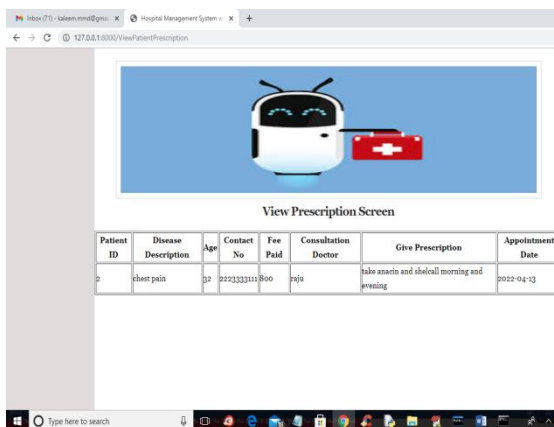 Inbox (71) - kaleem.mmd@gmai
Hospital Management System
127.0.0.1:8000/ViewPatientPrescription
View Prescription Screen
Patient ID Disease Description Age Contact No Fee Paid Consultation Doctor Give Prescription Appointment Date
2 chest pain 32 2223333111 800 raju take anacin and shelcall morning and evening 2022-04-13
Type here to search